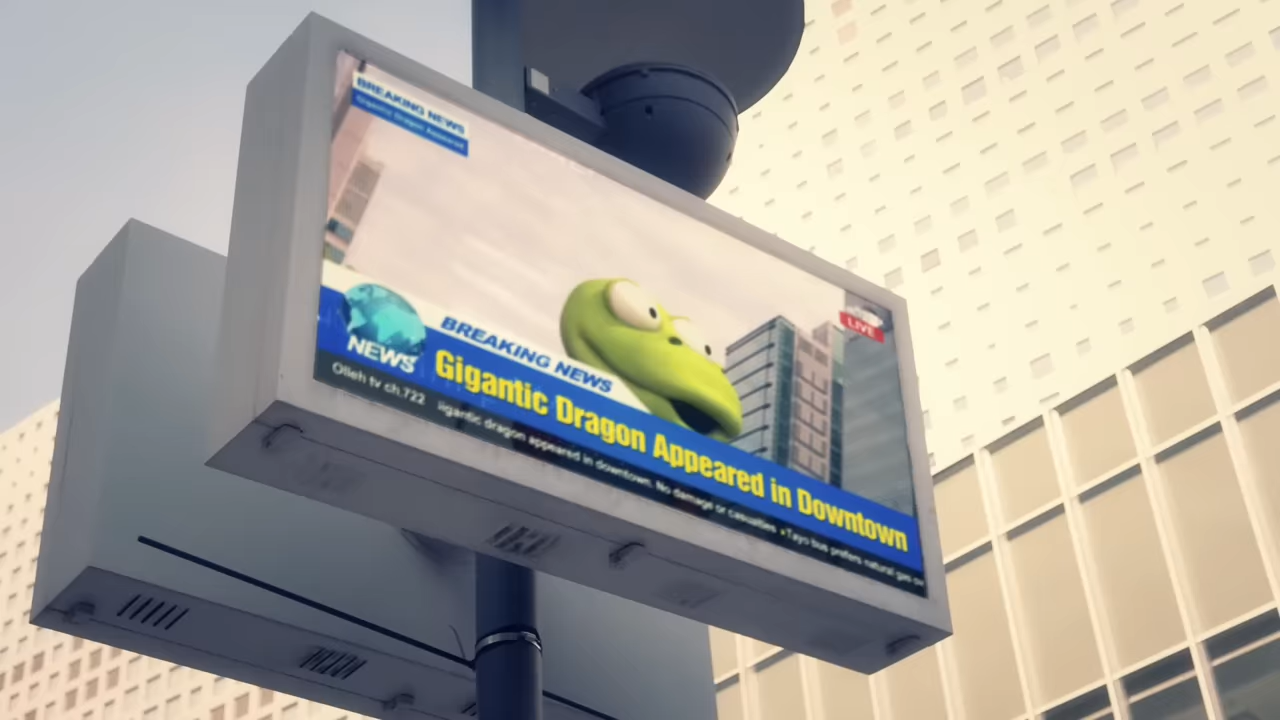 BREAKING NEWS
Gigantic Dragon Appeared
LIVE
BREAKING NEWS
NEWS
Gigantic Dragon Appeared in Downtown
Olleh tv ch.722
igantic dragon appeared in downtown. No damage or casualties »Tayo bus prefers natural gas ov